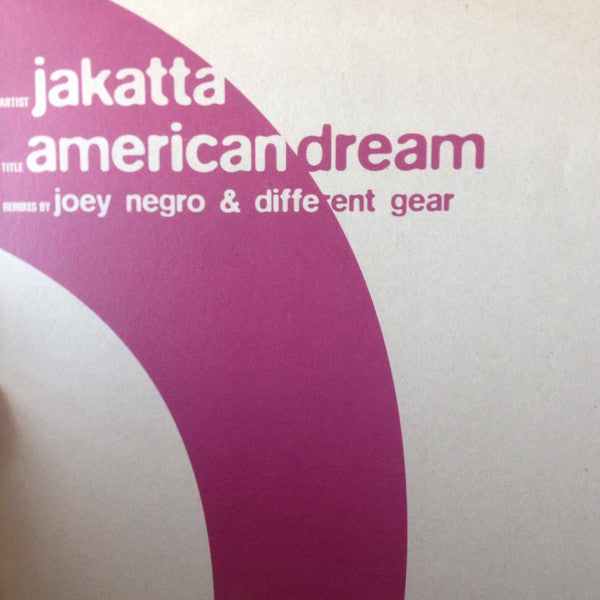 ARTIST jakatta
TITLE american dream
REMIXES BY joey negro & different gear